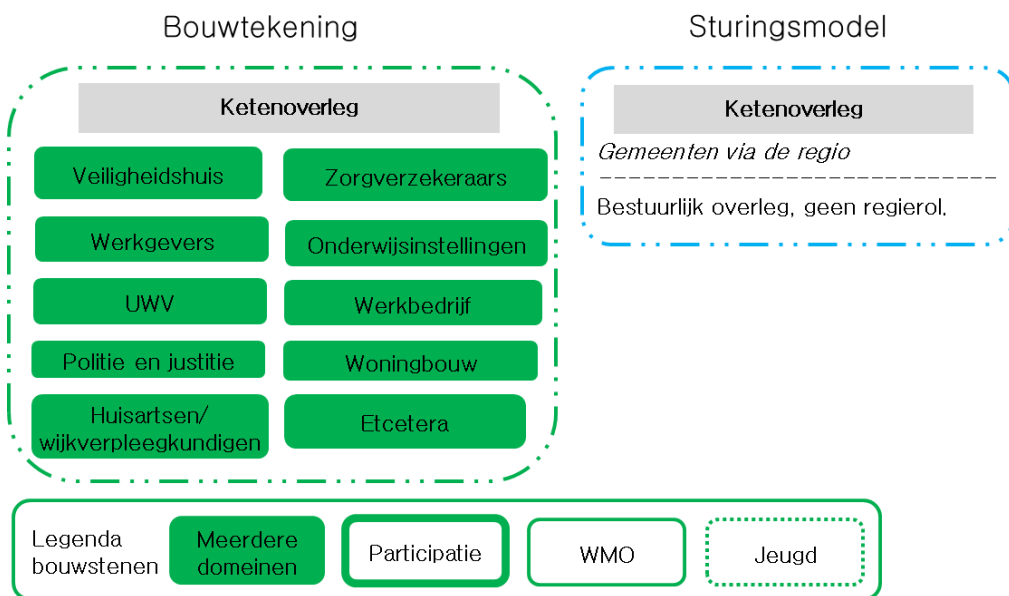 Bouwtekening
Sturingsmodel
Ketenoverleg
Veiligheidshuis
Zorgverzekeraars
Werkgevers
Onderwijsinstellingen
UWV
Werkbedrijf
Politie en justitie
Woningbouw
Huisartsen/
wijkverpleegkundigen
Etcetera
Ketenoverleg
Gemeenten via de regio
Bestuurlijk overleg, geen regierol.
Legenda
bouwstenen
Meerdere
domeinen
Participatie
WMO
Jeugd